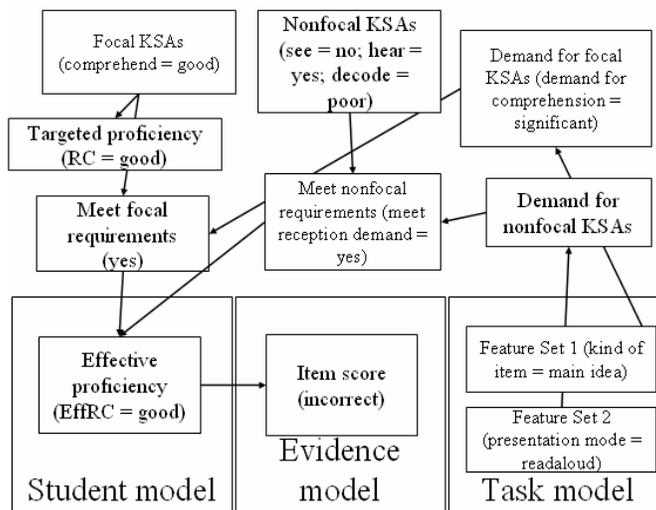 Focal KSAs
(comprehend = good)
Nonfocal KSAs
(see = no; hear =
yes; decode =
poor)
Demand for focal
KSAs (demand for
comprehension =
significant)
Targeted proficiency
(RC = good)
Meet focal
requirements
(yes)
Meet nonfocal
requirements (meet
reception demand =
yes)
Demand for
nonfocal KSAs
Effective
proficiency
(EffRC = good)
Item score
(incorrect)
Feature Set 1 (kind of
item = main idea)
Feature Set 2
(presentation mode =
readaloud)
Student model
Evidence
model
Task model